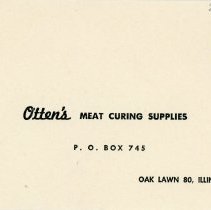 Otten's MEAT CURING SUPPLIES
P. O. BOX 745
OAK LAWN 80, ILLIN